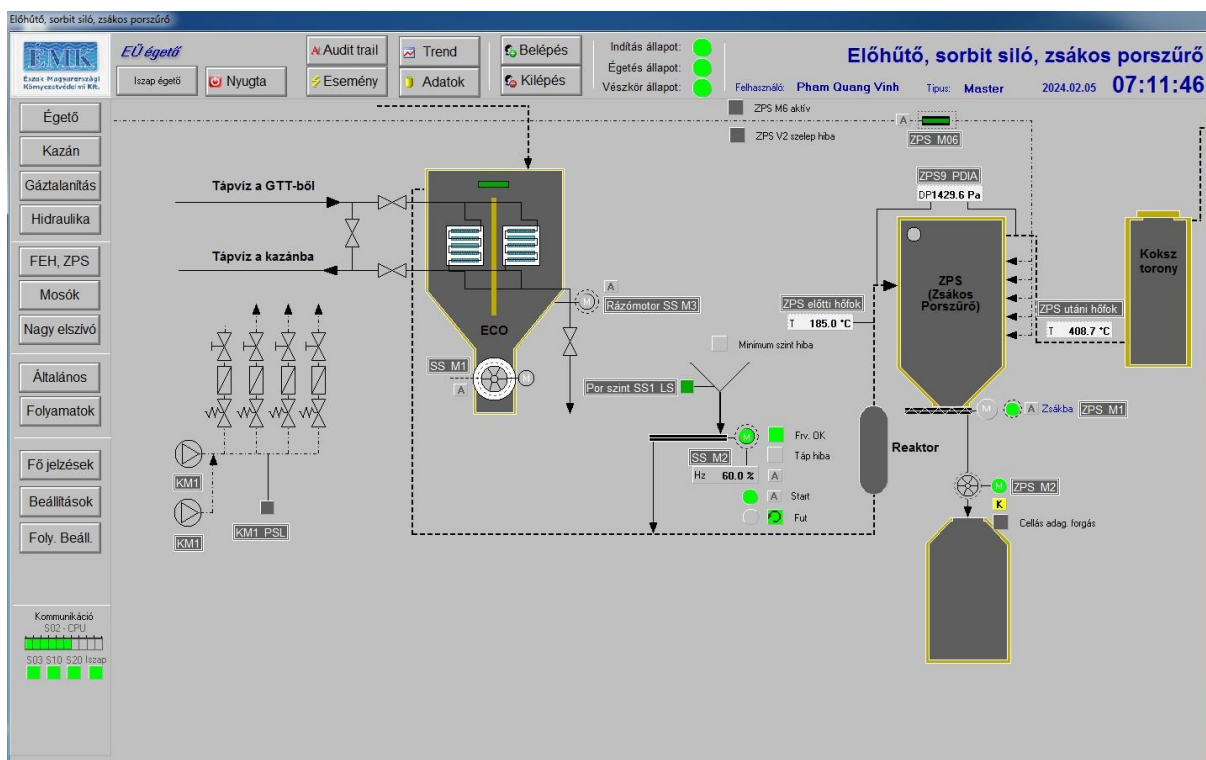 Előhűtő, sorbit siló, zsákos porszűrő
ÉMK
Észak-Magyarországi
Környezetvédelmi Kft.
EÜ égető
Iszap égető
Nyugta
Audit trail
Trend
Esemény
Adatok
Belépés
Kilépés
Indítás állapot:
Égetés állapot:
Vészkör állapot:
Előhűtő, sorbit siló, zsákos porszűrő
Felhasználó: Pham Quang Vinh Tipus: Master 2024.02.05 07:11:46
Égető
Kazán
Gáztalanítás
Hidraulika
FEH, ZPS
Mosók
Nagy elszívó
Általános
Folyamatok
Fő jelzések
Beállítások
Foly. Beáll.
Kommunikáció
S02 - CPU
S03 S10 S20 Iszap
ZPS M6 aktív
ZPS V2 szelep hiba
A
ZPS M06
Tápvíz a GTT-ből
Tápvíz a kazánba
ECO
A
M
Rázómotor SS M3
SS M1
A
M
KM1
KM1
KM1 PSL
Minimum szint hiba
Por szint SS1 LS
M
SS M2
Hz 60.0 %
Frv. OK
Táp hiba
A
A Start
Fut
Reaktor
ZPS előtti hőfok
T 185.0 °C
ZPS9 PDIA
DP 1429.6 Pa
ZPS
(Zsákos
Porszűrő)
ZPS utáni hőfok
T 408.7 °C
Koksz
torony
M
A Zsákba ZPS M1
M ZPS M2
K
Cellás adag. forgás